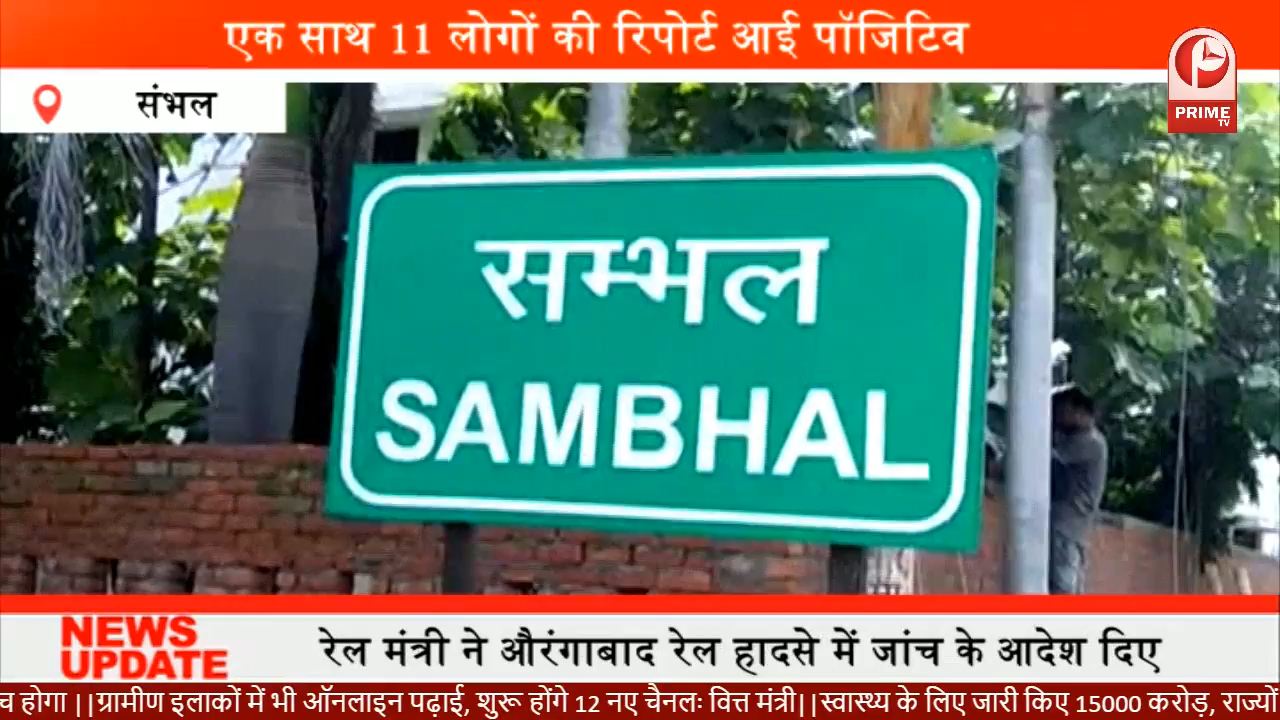 एक साथ 11 लोगों की रिपोर्ट आई पॉजिटिव
संभल
PRIME
TV
सम्भल
SAMBHAL
NEWS
UPDATE
रेल मंत्री ने औरंगाबाद रेल हादसे में जांच के आदेश दिए
होगा ||ग्रामीण इलाकों में भी ऑनलाइन पढ़ाई, शुरू होंगे 12 नए चैनलः वित्त मंत्री||स्वास्थ्य के लिए जारी किए 15000 करोड़, राज्यों